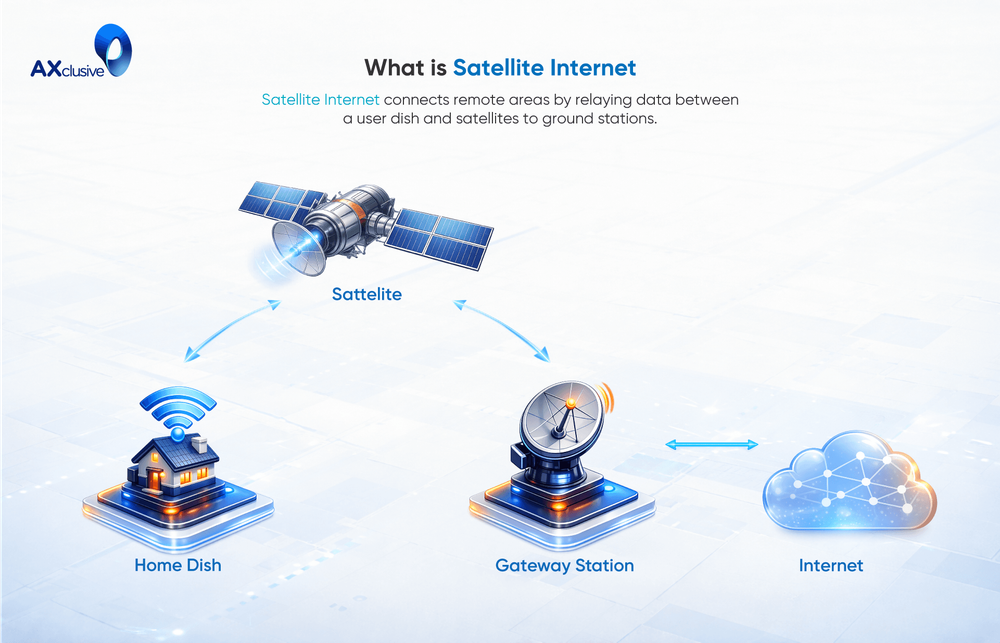 AXclusive
What is Satellite Internet
Satellite Internet connects remote areas by relaying data between
a user dish and satellites to ground stations.
Sattelite
Home Dish
Gateway Station
Internet